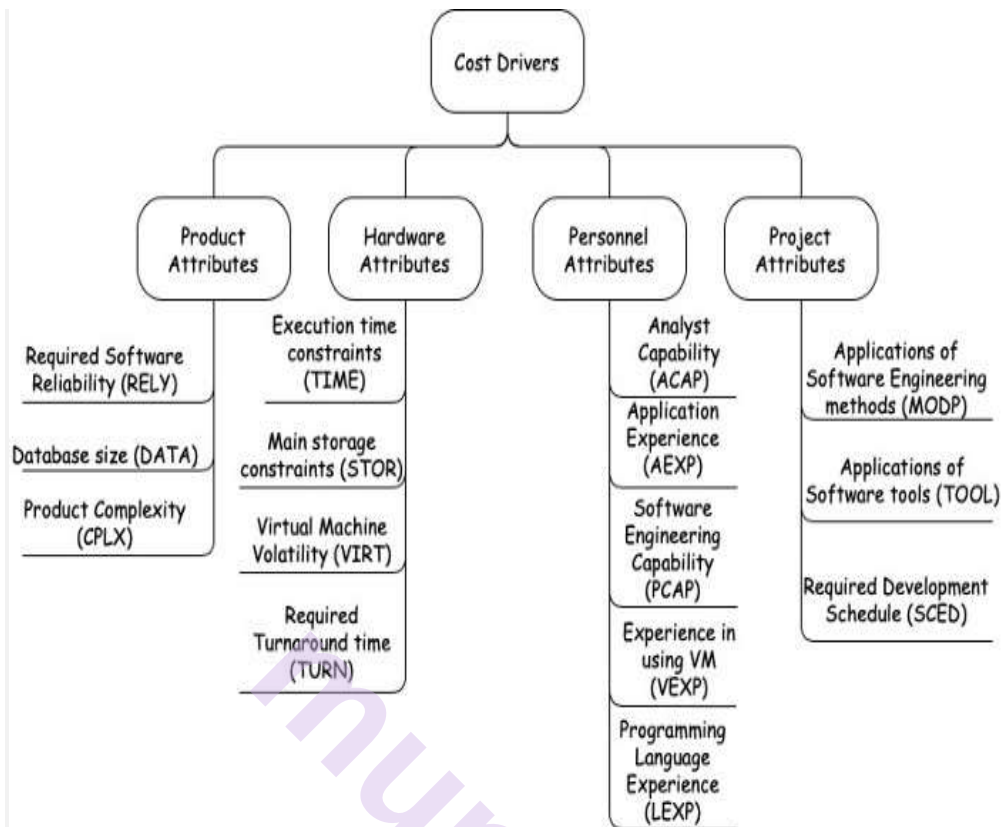 Cost Drivers
Product
Attributes
Required Software
Reliability (RELY)
Database size (DATA)
Product Complexity
(CPLX)
Hardware
Attributes
Execution time
constraints
(TIME)
Main storage
constraints (STOR)
Virtual Machine
Volatility (VIRT)
Required
Turnaround time
(TURN)
Personnel
Attributes
Analyst
Capability
(ACAP)
Application
Experience
(AEXP)
Software
Engineering
Capability
(PCAP)
Experience in
using VM
(VEXP)
Programming
Language
Experience
(LEXP)
Project
Attributes
Applications of
Software Engineering
methods (MODP)
Applications of
Software tools (TOOL)
Required Development
Schedule (SCED)